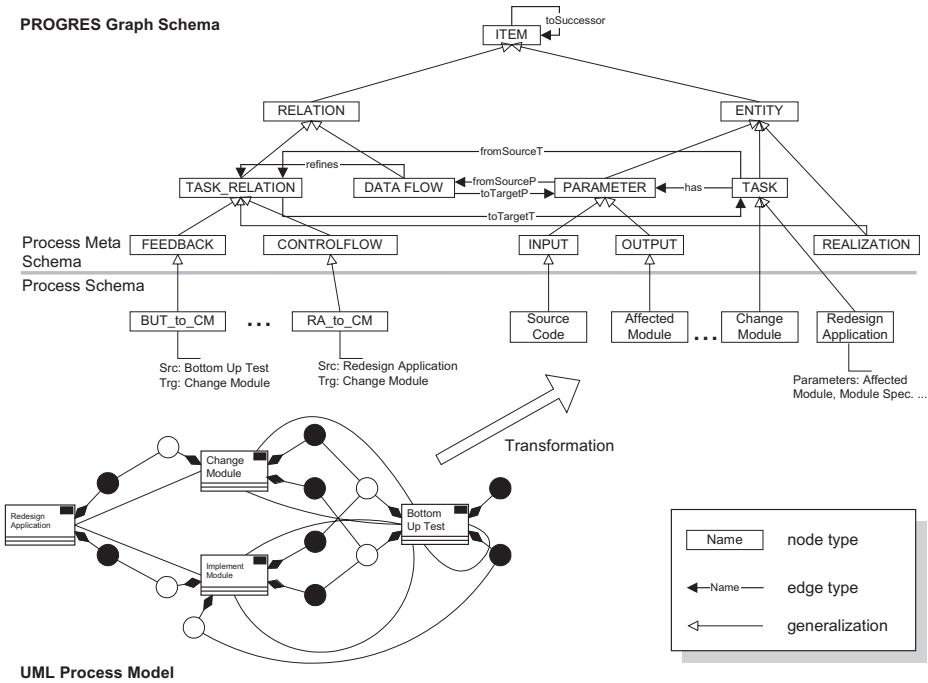 PROGRES Graph Schema
toSuccessor
ITEM
RELATION
ENTITY
fromSourceT
refines
TASK_RELATION
DATA FLOW
fromSourceP
toTargetP
PARAMETER
has
TASK
toTargetT
Process Meta
Schema
FEEDBACK
CONTROLFLOW
INPUT
OUTPUT
REALIZATION
Process Schema
BUT_to_CM
...
RA_to_CM
Source
Code
Affected
Module
...
Change
Module
Redesign
Application
Src: Bottom Up Test
Trg: Change Module
Src: Redesign Application
Trg: Change Module
Parameters: Affected
Module, Module Spec. ...
Transformation
Change
Module
Redesign
Application
Bottom
Up Test
Implement
Module
Name
node type
Name
edge type
generalization
UML Process Model